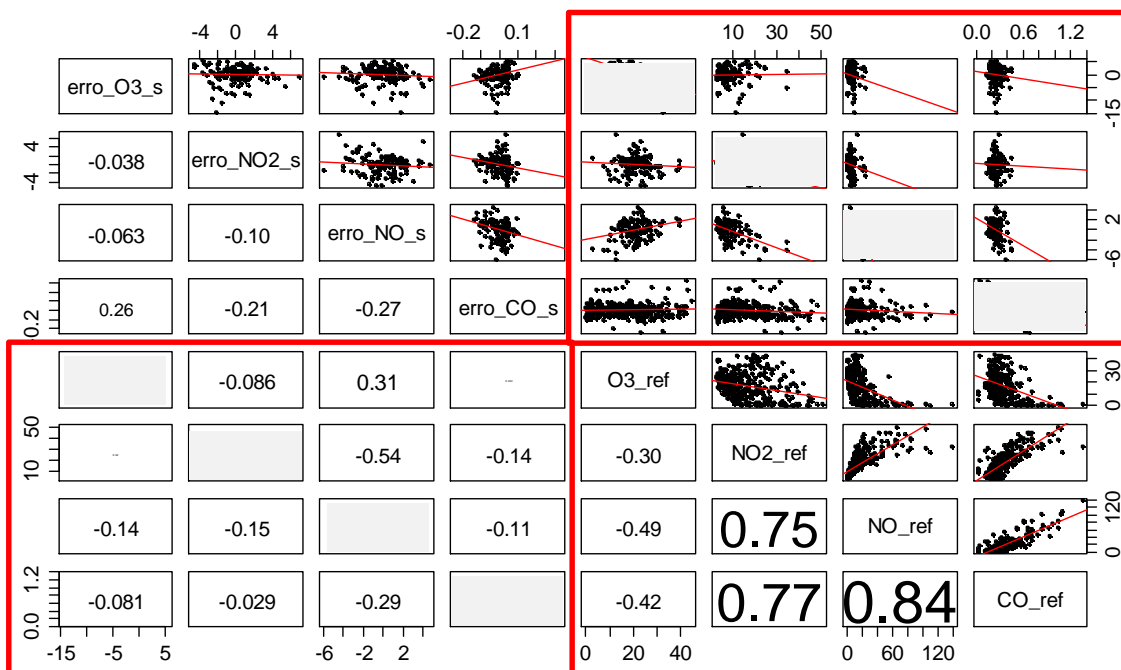 -4 0 4 -0.2 0.1 10 30 50 0.0 0.6 1.2
erro_O3_s -15 0
-4 4 -0.038 erro_NO2_s
-0.063 -0.10 erro_NO_s -6 2
-0.2 0.26 -0.21 -0.27 erro_CO_s
-0.086 0.31 O3_ref 0 30
10 50 -0.54 -0.14 -0.30 NO2_ref
-0.14 -0.15 -0.11 -0.49 0.75 NO_ref 0 120
0.0 1.2 -0.081 -0.029 -0.29 -0.42 0.77 0.84 CO_ref
-15 -5 5 -6 -2 2 0 20 40 0 60 120